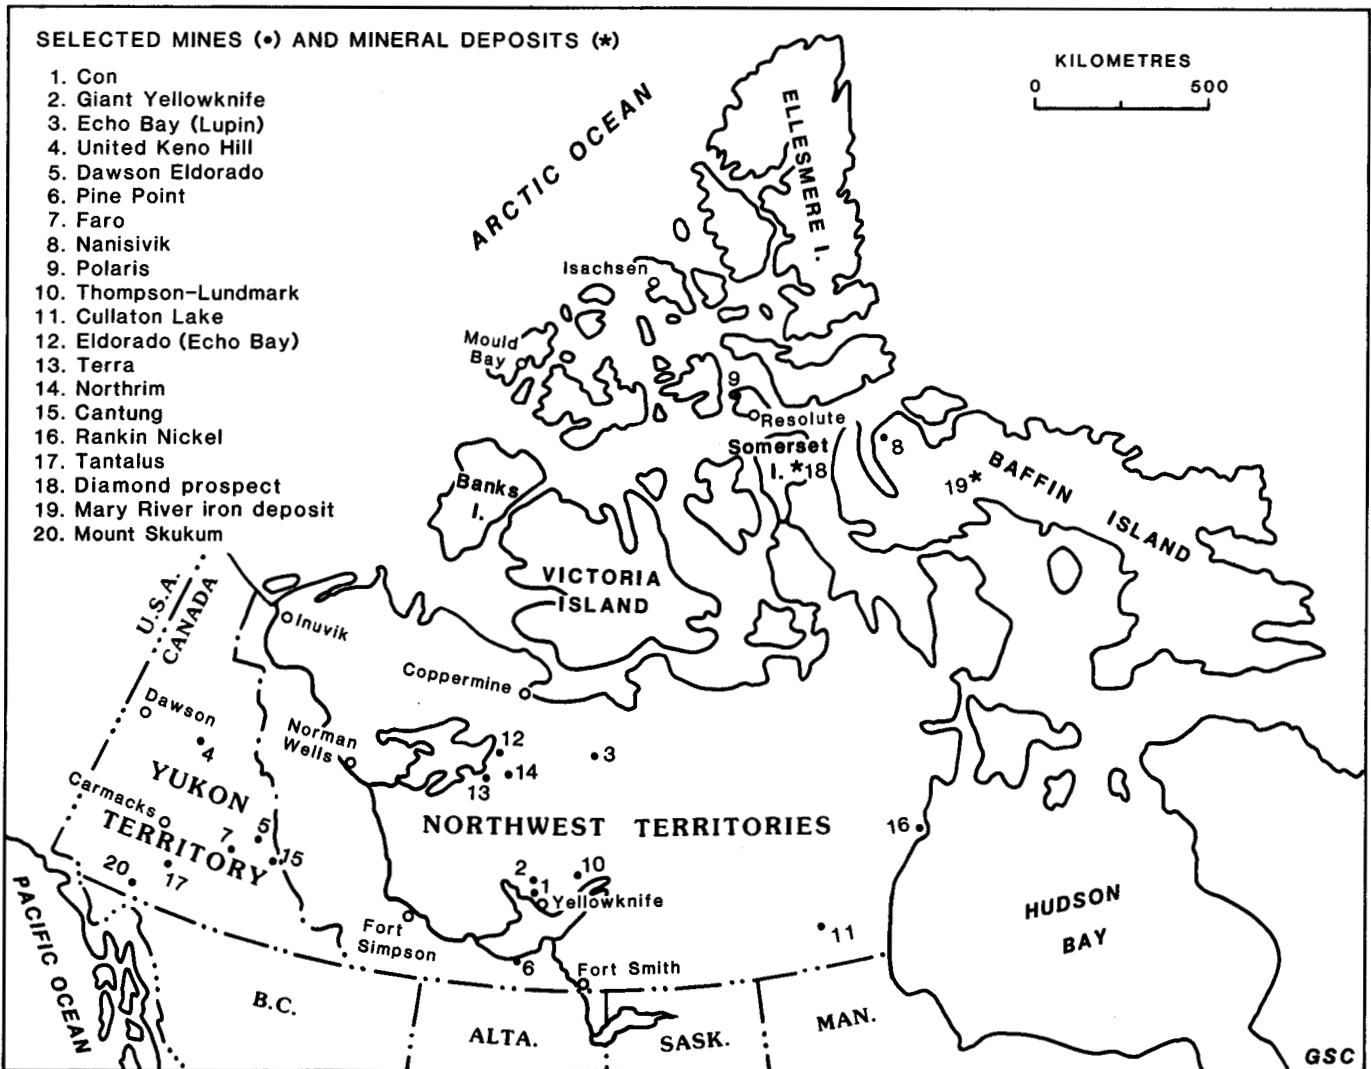 SELECTED MINES (•) AND MINERAL DEPOSITS (*)
1. Con
2. Giant Yellowknife
3. Echo Bay (Lupin)
4. United Keno Hill
5. Dawson Eldorado
6. Pine Point
7. Faro
8. Nanisivik
9. Polaris
10. Thompson-Lundmark
11. Cullaton Lake
12. Eldorado (Echo Bay)
13. Terra
14. Northrim
15. Cantung
16. Rankin Nickel
17. Tantalus
18. Diamond prospect
19. Mary River iron deposit
20. Mount Skukum
KILOMETRES
0 500
ARCTIC OCEAN
ELLESMERE I.
Isachsen
Mould
Bay
9
Resolute
Somerset
I. *18
8
19*
BAFFIN ISLAND
Banks
I.
VICTORIA
ISLAND
U.S.A.
CANADA
Inuvik
Coppermine
Dawson
4
Norman
Wells
12
3
14
13
YUKON
TERRITORY
Carmacks
7
5
15
20
17
NORTHWEST TERRITORIES
16
2
10
1
Yellowknife
Fort
Simpson
11
6
Fort Smith
HUDSON
BAY
PACIFIC OCEAN
B.C.
ALTA.
SASK.
MAN.
GSC